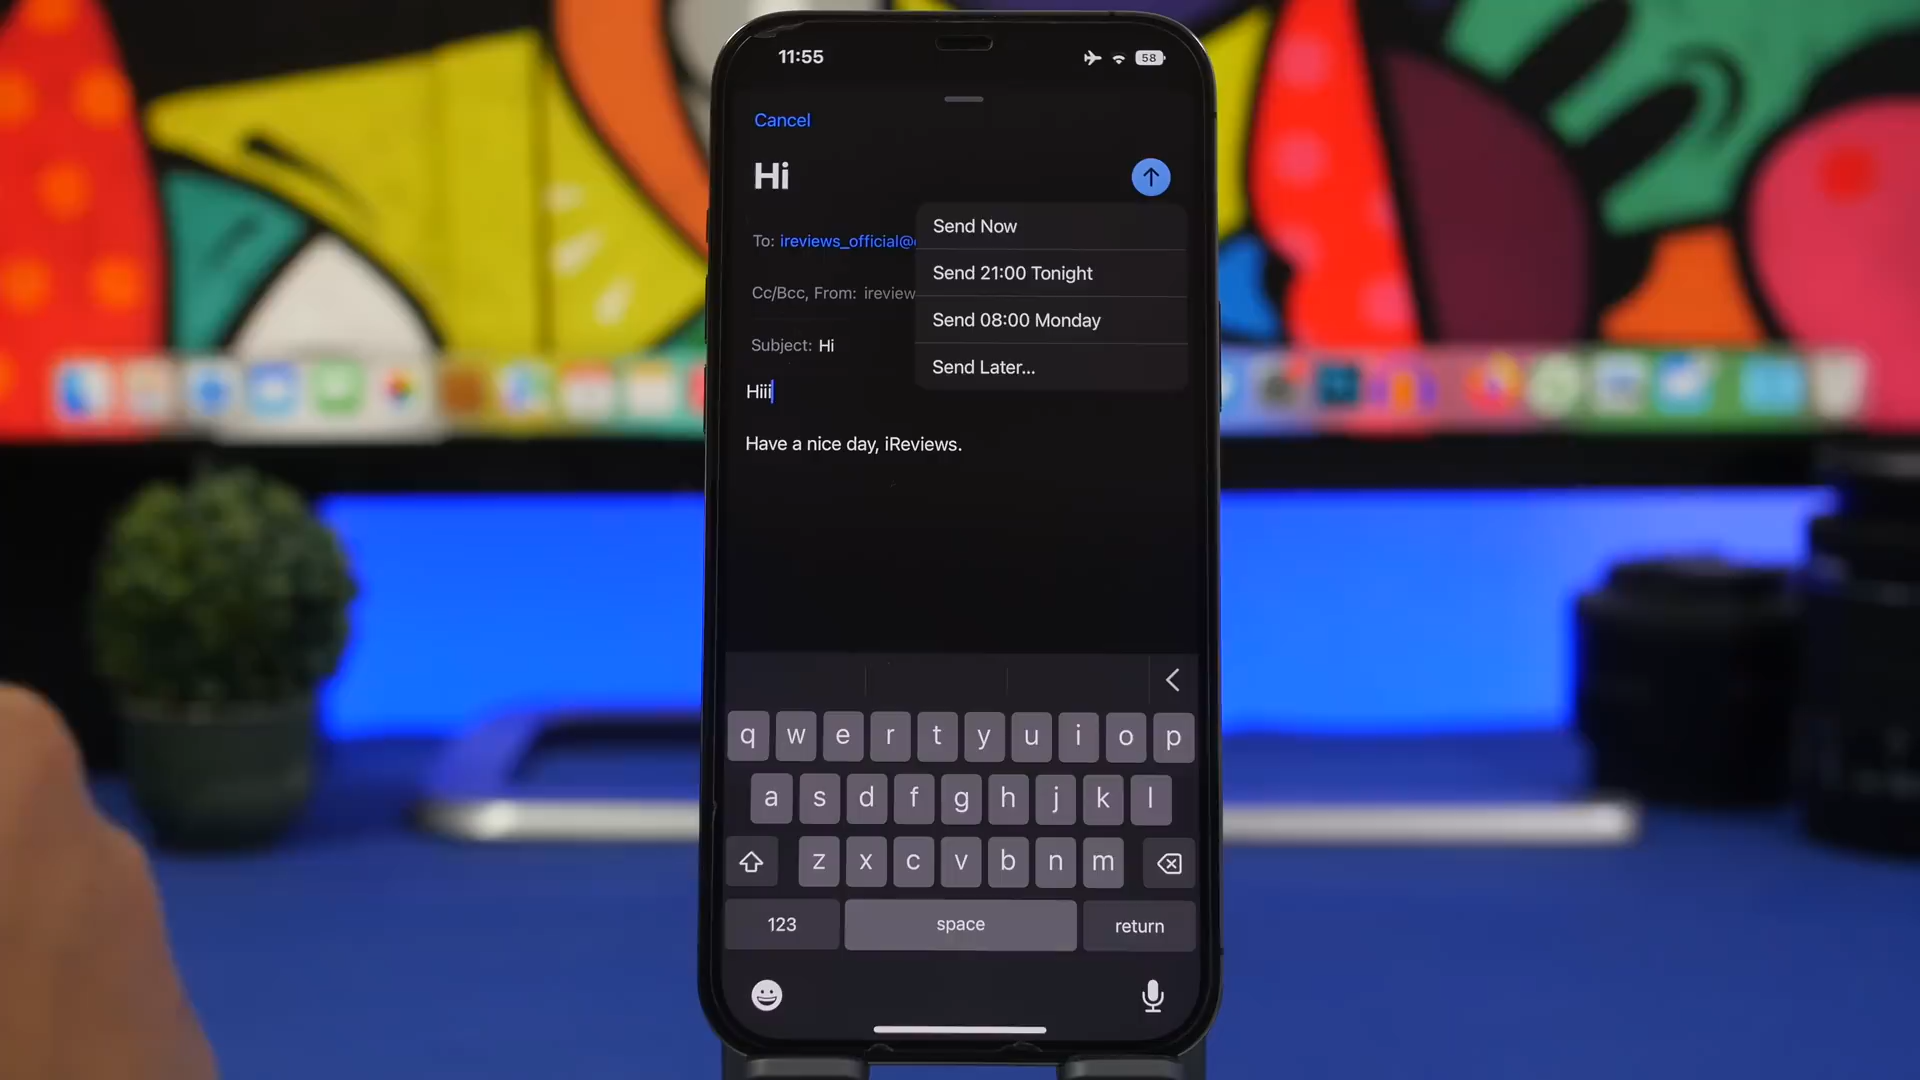 11:55
58
Cancel
Hi
Send Now
To: ireviews_official@
Send 21:00 Tonight
Cc/Bcc, From: ireview
Send 08:00 Monday
Subject: Hi
Send Later...
Hiii
Have a nice day, iReviews.
q w e r t y u i o p
a s d f g h j k l
z x c v b n m
123 space return